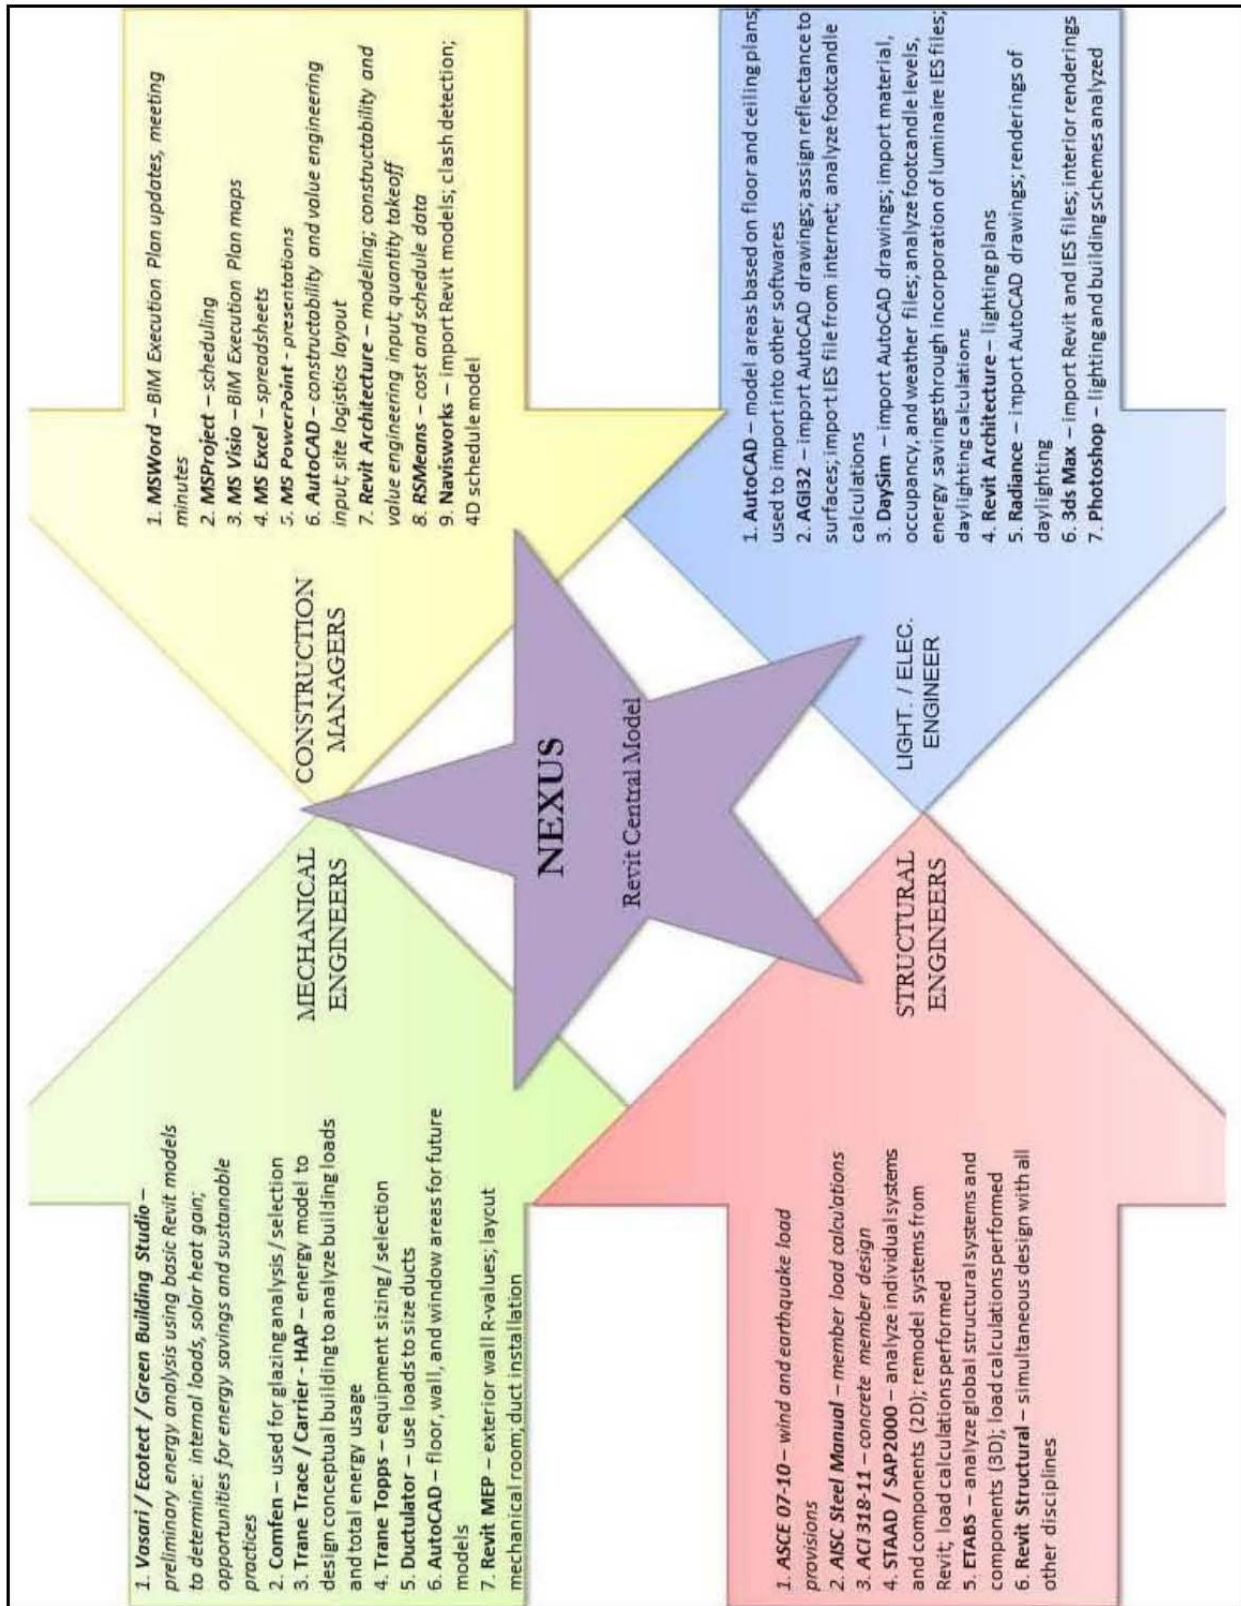 1. Vasari / Ecotect / Green Building Studio –
preliminary energy analysis using basic Revit models
to determine: internal loads, solar heat gain;
opportunities for energy savings and sustainable
practices
2. Comfen – used for glazing analysis / selection
3. Trane Trace / Carrier - HAP – energy model to
design conceptual building to analyze building loads
and total energy usage
4. Trane Topps – equipment sizing / selection
5. Ductulator – use loads to size ducts
6. AutoCAD – floor, wall, and window areas for future
models
7. Revit MEP – exterior wall R-values; layout
mechanical room; duct installation
MECHANICAL
ENGINEERS
CONSTRUCTION
MANAGERS
1. MSWord – BIM Execution Plan updates, meeting
minutes
2. MSProject – scheduling
3. MS Visio – BIM Execution Plan maps
4. MS Excel – spreadsheets
5. MS PowerPoint - presentations
6. AutoCAD – constructability and value engineering
input; site logistics layout
7. Revit Architecture – modeling; constructability and
value engineering input; quantity takeoff
8. RSMeans – cost and schedule data
9. Navisworks – import Revit models; clash detection;
4D schedule model
NEXUS
Revit Central Model
1. ASCE 07-10 – wind and earthquake load
provisions
2. AISC Steel Manual – member load calculations
3. ACI 318-11 – concrete member design
4. STAAD / SAP2000 – analyze individual systems
and components (2D); remodel systems from
Revit; load calculations performed
5. ETABS – analyze global structural systems and
components (3D); load calculations performed
6. Revit Structural – simultaneous design with all
other disciplines
STRUCTURAL
ENGINEERS
LIGHT. / ELEC.
ENGINEER
1. AutoCAD – model areas based on floor and ceiling plans;
used to import into other softwares
2. AGI32 – import AutoCAD drawings; assign reflectance to
surfaces; import IES file from internet; analyze footcandle
calculations
3. DaySim – import AutoCAD drawings; import material,
occupancy, and weather files; analyze footcandle levels,
energy savings through incorporation of luminaire IES files;
daylighting calculations
4. Revit Architecture – lighting plans
5. Radiance – import AutoCAD drawings; renderings of
daylighting
6. 3ds Max – import Revit and IES files; interior renderings
7. Photoshop – lighting and building schemes analyzed